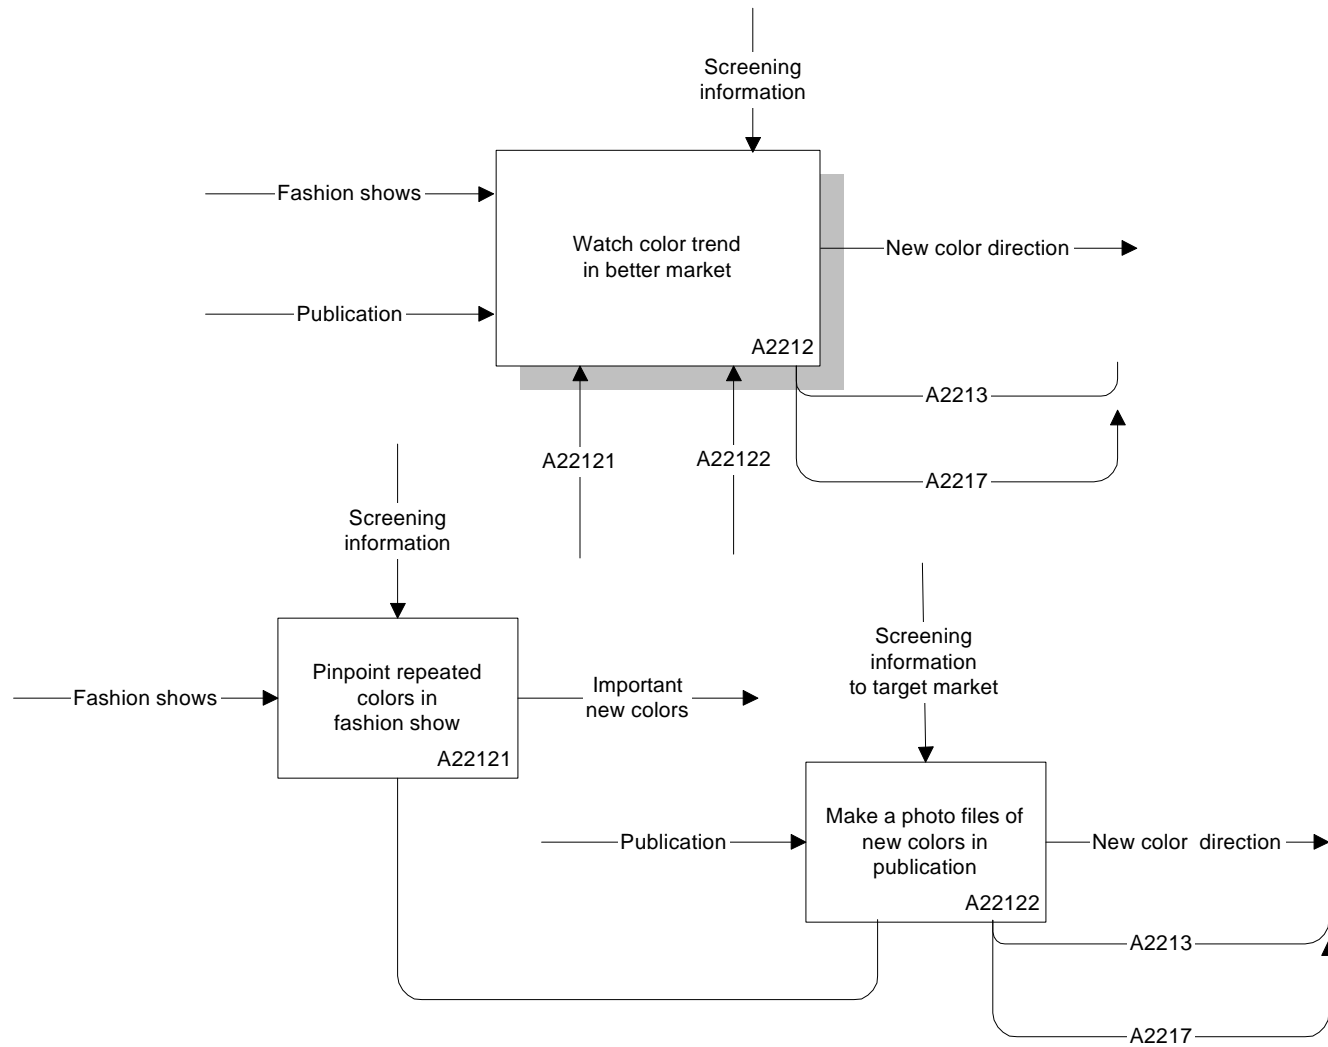 Screening
information
Fashion shows
Watch color trend
in better market
New color direction
Publication
A2212
A2213
A22121
A22122
A2217
Screening
information
Screening
information
to target market
Pinpoint repeated
colors in
fashion show
Fashion shows
Important
new colors
A22121
Make a photo files of
new colors in
publication
Publication
New color  direction
A22122
A2213
A2217